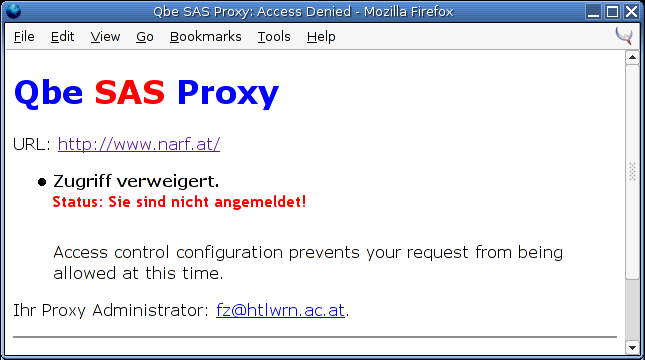 Qbe SAS Proxy: Access Denied - Mozilla Firefox
File Edit View Go Bookmarks Tools Help
Qbe SAS Proxy
URL: http://www.narf.at/
Zugriff verweigert.
Status: Sie sind nicht angemeldet!
Access control configuration prevents your request from being
allowed at this time.
Ihr Proxy Administrator: fz@htlwrn.ac.at.